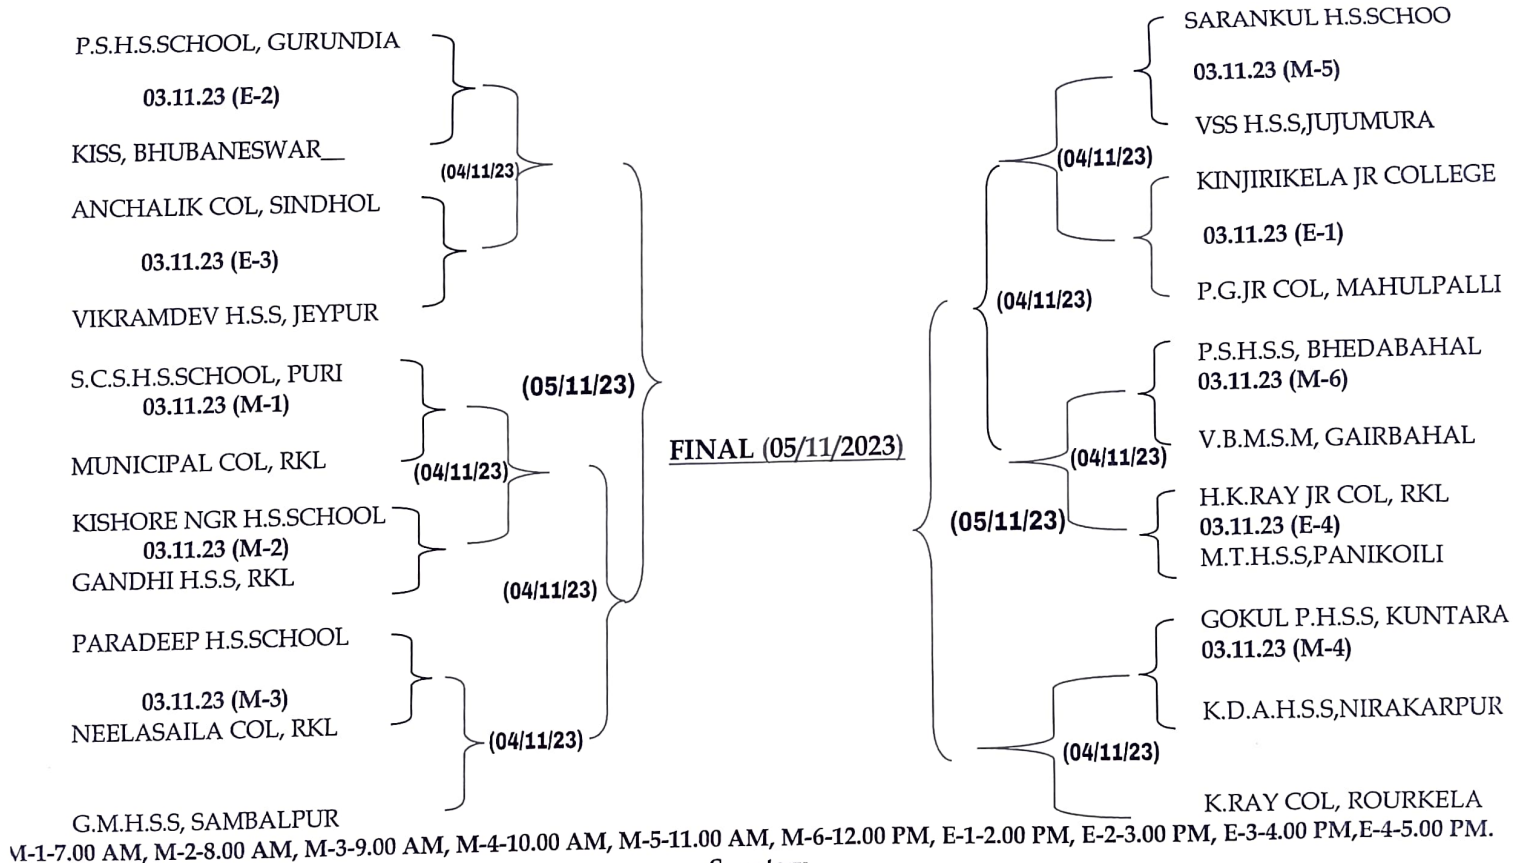 P.S.H.S.SCHOOL, GURUNDIA
03.11.23 (E-2)
KISS, BHUBANESWAR__
(04/11/23)
ANCHALIK COL, SINDHOL
03.11.23 (E-3)
VIKRAMDEV H.S.S, JEYPUR
S.C.S.H.S.SCHOOL, PURI
03.11.23 (M-1)
(05/11/23)
MUNICIPAL COL, RKL
(04/11/23)
KISHORE NGR H.S.SCHOOL
03.11.23 (M-2)
GANDHI H.S.S, RKL
(04/11/23)
PARADEEP H.S.SCHOOL
03.11.23 (M-3)
NEELASAILA COL, RKL
(04/11/23)
G.M.H.S.S, SAMBALPUR
FINAL (05/11/2023)
SARANKUL H.S.SCHOO
03.11.23 (M-5)
VSS H.S.S,JUJUMURA
(04/11/23)
KINJIRIKELA JR COLLEGE
03.11.23 (E-1)
P.G.JR COL, MAHULPALLI
(04/11/23)
P.S.H.S.S, BHEDABAHAL
03.11.23 (M-6)
V.B.M.S.M, GAIRBAHAL
(04/11/23)
H.K.RAY JR COL, RKL
03.11.23 (E-4)
(05/11/23)
M.T.H.S.S,PANIKOILI
GOKUL P.H.S.S, KUNTARA
03.11.23 (M-4)
K.D.A.H.S.S,NIRAKARPUR
(04/11/23)
K.RAY COL, ROURKELA
M-1-7.00 AM, M-2-8.00 AM, M-3-9.00 AM, M-4-10.00 AM, M-5-11.00 AM, M-6-12.00 PM, E-1-2.00 PM, E-2-3.00 PM, E-3-4.00 PM,E-4-5.00 PM.